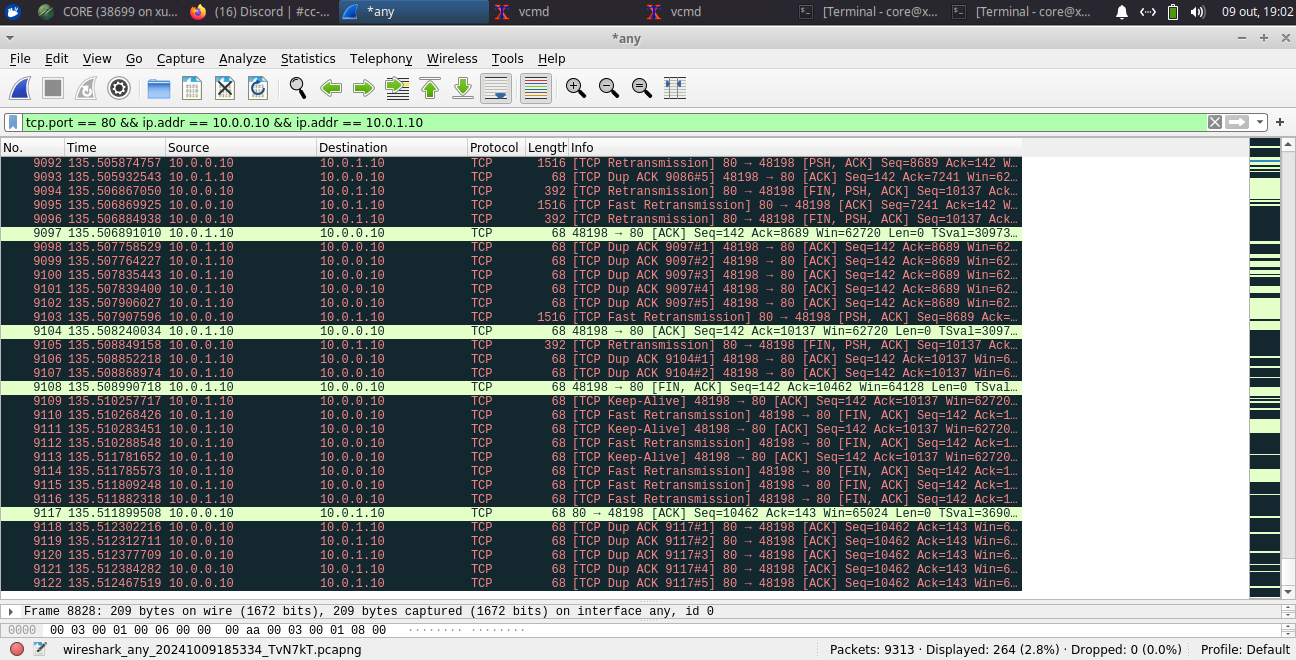 CORE (38699 on xu...
(16) Discord | #cc-...
*any
vcmd
vcmd
[Terminal - core@x...
[Terminal - core@x...
09 out, 19:02
*any
File Edit View Go Capture Analyze Statistics Telephony Wireless Tools Help
tcp.port == 80 && ip.addr == 10.0.0.10 && ip.addr == 10.0.1.10
No. Time Source Destination Protocol Length Info
9092 135.505874757 10.0.0.10 10.0.1.10 TCP 1516 [TCP Retransmission] 80 → 48198 [PSH, ACK] Seq=8689 Ack=142 W…
9093 135.505932543 10.0.1.10 10.0.0.10 TCP 68 [TCP Dup ACK 9086#5] 48198 → 80 [ACK] Seq=142 Ack=7241 Win=62…
9094 135.506867050 10.0.0.10 10.0.1.10 TCP 392 [TCP Retransmission] 80 → 48198 [FIN, PSH, ACK] Seq=10137 Ack…
9095 135.506869925 10.0.0.10 10.0.1.10 TCP 1516 [TCP Fast Retransmission] 80 → 48198 [ACK] Seq=7241 Ack=142 W…
9096 135.506884938 10.0.0.10 10.0.1.10 TCP 392 [TCP Retransmission] 80 → 48198 [FIN, PSH, ACK] Seq=10137 Ack…
9097 135.506891010 10.0.1.10 10.0.0.10 TCP 68 48198 → 80 [ACK] Seq=142 Ack=8689 Win=62720 Len=0 TSval=30973…
9098 135.507758529 10.0.1.10 10.0.0.10 TCP 68 [TCP Dup ACK 9097#1] 48198 → 80 [ACK] Seq=142 Ack=8689 Win=62…
9099 135.507764227 10.0.1.10 10.0.0.10 TCP 68 [TCP Dup ACK 9097#2] 48198 → 80 [ACK] Seq=142 Ack=8689 Win=62…
9100 135.507835443 10.0.1.10 10.0.0.10 TCP 68 [TCP Dup ACK 9097#3] 48198 → 80 [ACK] Seq=142 Ack=8689 Win=62…
9101 135.507839400 10.0.1.10 10.0.0.10 TCP 68 [TCP Dup ACK 9097#4] 48198 → 80 [ACK] Seq=142 Ack=8689 Win=62…
9102 135.507906027 10.0.1.10 10.0.0.10 TCP 68 [TCP Dup ACK 9097#5] 48198 → 80 [ACK] Seq=142 Ack=8689 Win=62…
9103 135.507907596 10.0.0.10 10.0.1.10 TCP 1516 [TCP Fast Retransmission] 80 → 48198 [PSH, ACK] Seq=8689 Ack…
9104 135.508240034 10.0.1.10 10.0.0.10 TCP 68 48198 → 80 [ACK] Seq=142 Ack=10137 Win=62720 Len=0 TSval=3097…
9105 135.508849158 10.0.0.10 10.0.1.10 TCP 392 [TCP Retransmission] 80 → 48198 [FIN, PSH, ACK] Seq=10137 Ack…
9106 135.508852218 10.0.1.10 10.0.0.10 TCP 68 [TCP Dup ACK 9104#1] 48198 → 80 [ACK] Seq=142 Ack=10137 Win=6…
9107 135.508868974 10.0.1.10 10.0.0.10 TCP 68 [TCP Dup ACK 9104#2] 48198 → 80 [ACK] Seq=142 Ack=10137 Win=6…
9108 135.508990718 10.0.1.10 10.0.0.10 TCP 68 48198 → 80 [FIN, ACK] Seq=142 Ack=10462 Win=64128 Len=0 TSval…
9109 135.510257717 10.0.1.10 10.0.0.10 TCP 68 [TCP Keep-Alive] 48198 → 80 [ACK] Seq=142 Ack=10137 Win=62720…
9110 135.510268426 10.0.1.10 10.0.0.10 TCP 68 [TCP Fast Retransmission] 48198 → 80 [FIN, ACK] Seq=142 Ack=1…
9111 135.510283451 10.0.1.10 10.0.0.10 TCP 68 [TCP Keep-Alive] 48198 → 80 [ACK] Seq=142 Ack=10137 Win=62720…
9112 135.510288548 10.0.1.10 10.0.0.10 TCP 68 [TCP Fast Retransmission] 48198 → 80 [FIN, ACK] Seq=142 Ack=1…
9113 135.511781652 10.0.1.10 10.0.0.10 TCP 68 [TCP Keep-Alive] 48198 → 80 [ACK] Seq=142 Ack=10137 Win=62720…
9114 135.511785573 10.0.1.10 10.0.0.10 TCP 68 [TCP Fast Retransmission] 48198 → 80 [FIN, ACK] Seq=142 Ack=1…
9115 135.511809248 10.0.1.10 10.0.0.10 TCP 68 [TCP Fast Retransmission] 48198 → 80 [FIN, ACK] Seq=142 Ack=1…
9116 135.511882318 10.0.1.10 10.0.0.10 TCP 68 [TCP Fast Retransmission] 48198 → 80 [FIN, ACK] Seq=142 Ack=1…
9117 135.511899508 10.0.0.10 10.0.1.10 TCP 68 80 → 48198 [ACK] Seq=10462 Ack=143 Win=65024 Len=0 TSval=3690…
9118 135.512302216 10.0.0.10 10.0.1.10 TCP 68 [TCP Dup ACK 9117#1] 80 → 48198 [ACK] Seq=10462 Ack=143 Win=6…
9119 135.512312711 10.0.0.10 10.0.1.10 TCP 68 [TCP Dup ACK 9117#2] 80 → 48198 [ACK] Seq=10462 Ack=143 Win=6…
9120 135.512377709 10.0.0.10 10.0.1.10 TCP 68 [TCP Dup ACK 9117#3] 80 → 48198 [ACK] Seq=10462 Ack=143 Win=6…
9121 135.512384282 10.0.0.10 10.0.1.10 TCP 68 [TCP Dup ACK 9117#4] 80 → 48198 [ACK] Seq=10462 Ack=143 Win=6…
9122 135.512467519 10.0.0.10 10.0.1.10 TCP 68 [TCP Dup ACK 9117#5] 80 → 48198 [ACK] Seq=10462 Ack=143 Win=6…
Frame 8828: 209 bytes on wire (1672 bits), 209 bytes captured (1672 bits) on interface any, id 0
0000 00 03 00 01 00 06 00 00 00 aa 00 03 00 01 08 00 ········ ········
wireshark_any_20241009185334_TvN7kT.pcapng
Packets: 9313 · Displayed: 264 (2.8%) · Dropped: 0 (0.0%)
Profile: Default